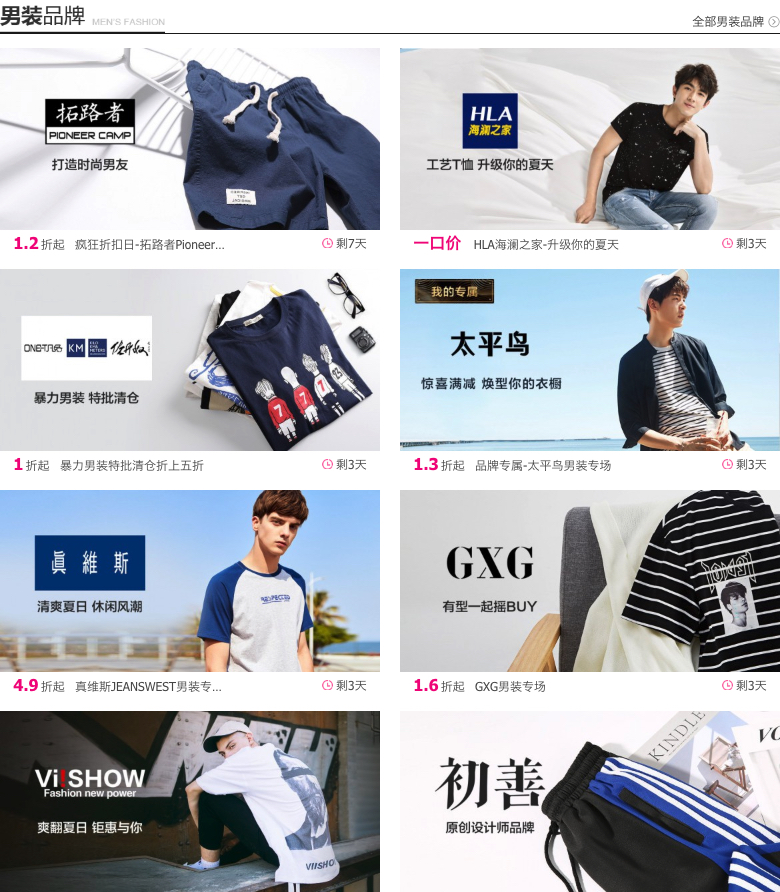 男装品牌 MEN'S FASHION
全部男装品牌
拓路者
PIONEER CAMP
打造时尚男友
HLA
海澜之家
工艺T恤 升级你的夏天
1.2折起 疯狂折扣日-拓路者Pioneer... 剩7天
一口价 HLA海澜之家-升级你的夏天 剩3天
KM
暴力男装 特批清仓
7 7 7 23
我的专属
太平鸟
惊喜满减 焕型你的衣橱
1折起 暴力男装特批清仓折上五折 剩3天
1.3折起 品牌专属-太平鸟男装专场 剩3天
真維斯
清爽夏日 休闲风潮
GXG
有型一起摇BUY
4.9折起 真维斯JEANSWEST男装专... 剩3天
1.6折起 GXG男装专场 剩3天
Vi!SHOW
Fashion new power
爽翻夏日 钜惠与你
VIISHO
初善
原创设计师品牌
KINDLE
VO